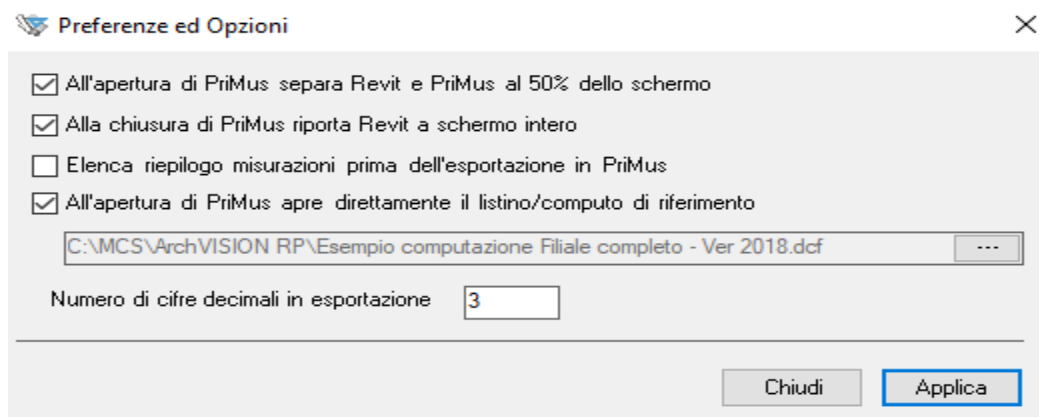 Preferenze ed Opzioni
All'apertura di PriMus separa Revit e PriMus al 50% dello schermo
Alla chiusura di PriMus riporta Revit a schermo intero
Elenca riepilogo misurazioni prima dell'esportazione in PriMus
All'apertura di PriMus apre direttamente il listino/computo di riferimento
C:\MCS\ArchVISION RP\Esempio computazione Filiale completo - Ver 2018.dcf ...
Numero di cifre decimali in esportazione 3
Chiudi Applica